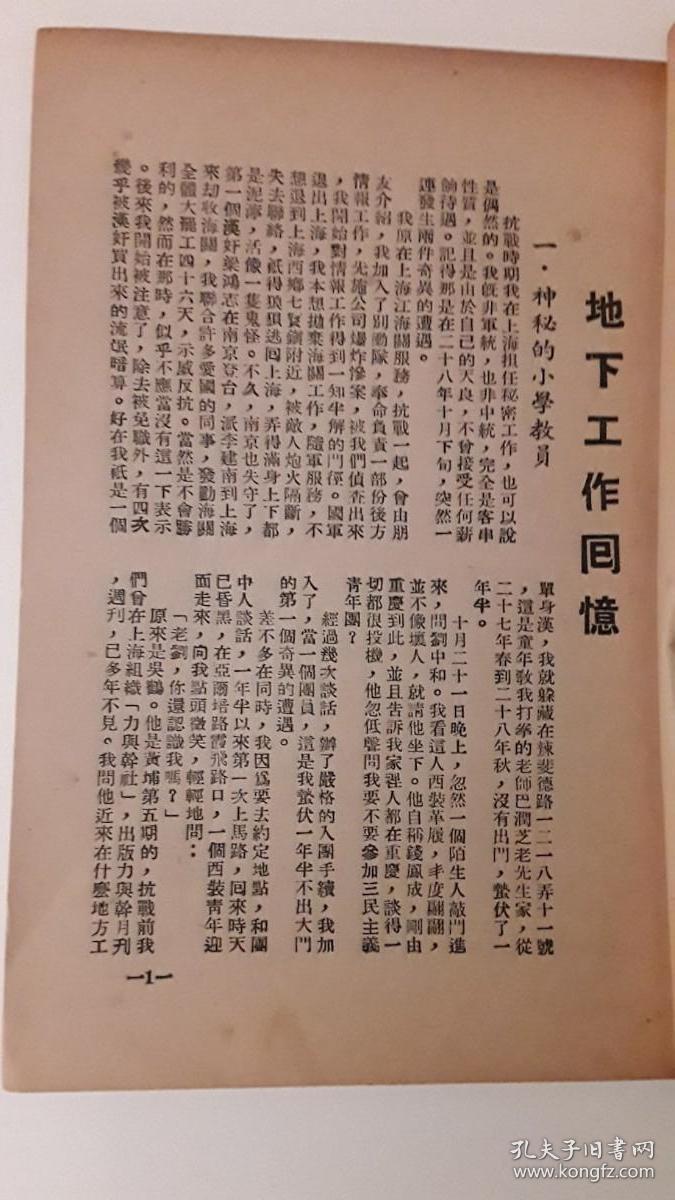 地下工作囘憶
一．神秘的小學教員
抗戰時期我在上海担任秘密工作，也可以說
是偶然的。我旣非軍統，也非中統，完全是客串
性質，並且是由於自己的天良，不曾接受任何薪
餉待遇。記得那是在二十八年十月下旬，突然一
連發生兩件奇異的遭遇。
我原在上海江海關服務，抗戰一起，曾由朋
友介紹，我加入了別動隊，奉命負責一部份後方
情報工作，先施公司爆炸慘案，被我們偵查出來
，我開始對情報工作得到一知半解的門徑。國軍
退出上海，我本想拋棄海關工作，隨軍服務，不
想退到上海西鄉七寶鎭附近，被敵人炮火隔斷，
失去聯絡，祇得狼狽逃囘上海，弄得滿身上下都
是泥濘，活像一隻鬼怪。不久，南京也失守了，
第一個漢奸梁鴻志在南京登台，派李建南到上海
來刼收海關，我聯合許多愛國的同事，發動海關
全體大罷工四十六天，示威反抗。當然是不會勝
利的，然而在那時，似乎不應當沒有這一下表示
。後來我開始被注意了，除去被免職外，有四次
幾乎被漢奸買出來的流氓暗算。好在我祇是一個
單身漢，我就躱藏在辣斐德路一二一八弄十一號
，這是童年敎我打拳的老師巴潤芝老先生家，從
二十七年春到二十八年秋，沒有出門，蟄伏了一
年半。
十月二十一日晚上，忽然一個陌生人敲門進
來，問劉中和。我看這人西裝革履，丰度翩翩，
並不像壞人，就請他坐下。他自稱錢鳳成，剛由
重慶到此，並且告訴我家裡人都在重慶，談得一
切都很投機，他忽低聲問我要不要參加三民主義
青年團？
經過幾次談話，辦了嚴格的入團手續，我加
入了，當一個團員，這是我蟄伏一年半不出大門
的第一個奇異的遭遇。
差不多在同時，我因爲要去約定地點，和團
中人談話，一年半以來第一次上馬路，囘來時天
已昏黑，在亞爾培路霞飛路口，一個西裝靑年迎
面走來，向我點頭微笑，輕輕地問：
「老劉，你還認識我嗎？」
原來是吳鶴。他是黃埔第五期的，抗戰前我
們曾在上海組織「力與幹社」，出版力與幹月刊
，週刊，已多年不見。我問他近來在什麼地方工
—1—
孔夫子旧书网
www.kongfz.com